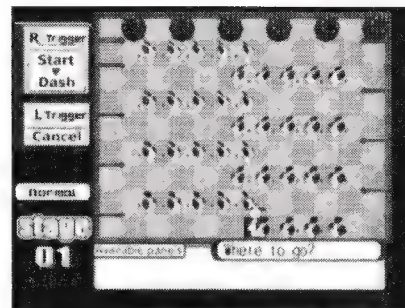 R Trigger
Start
Dash
L Trigger
Cancel
normal
Stage
01
Where to go?